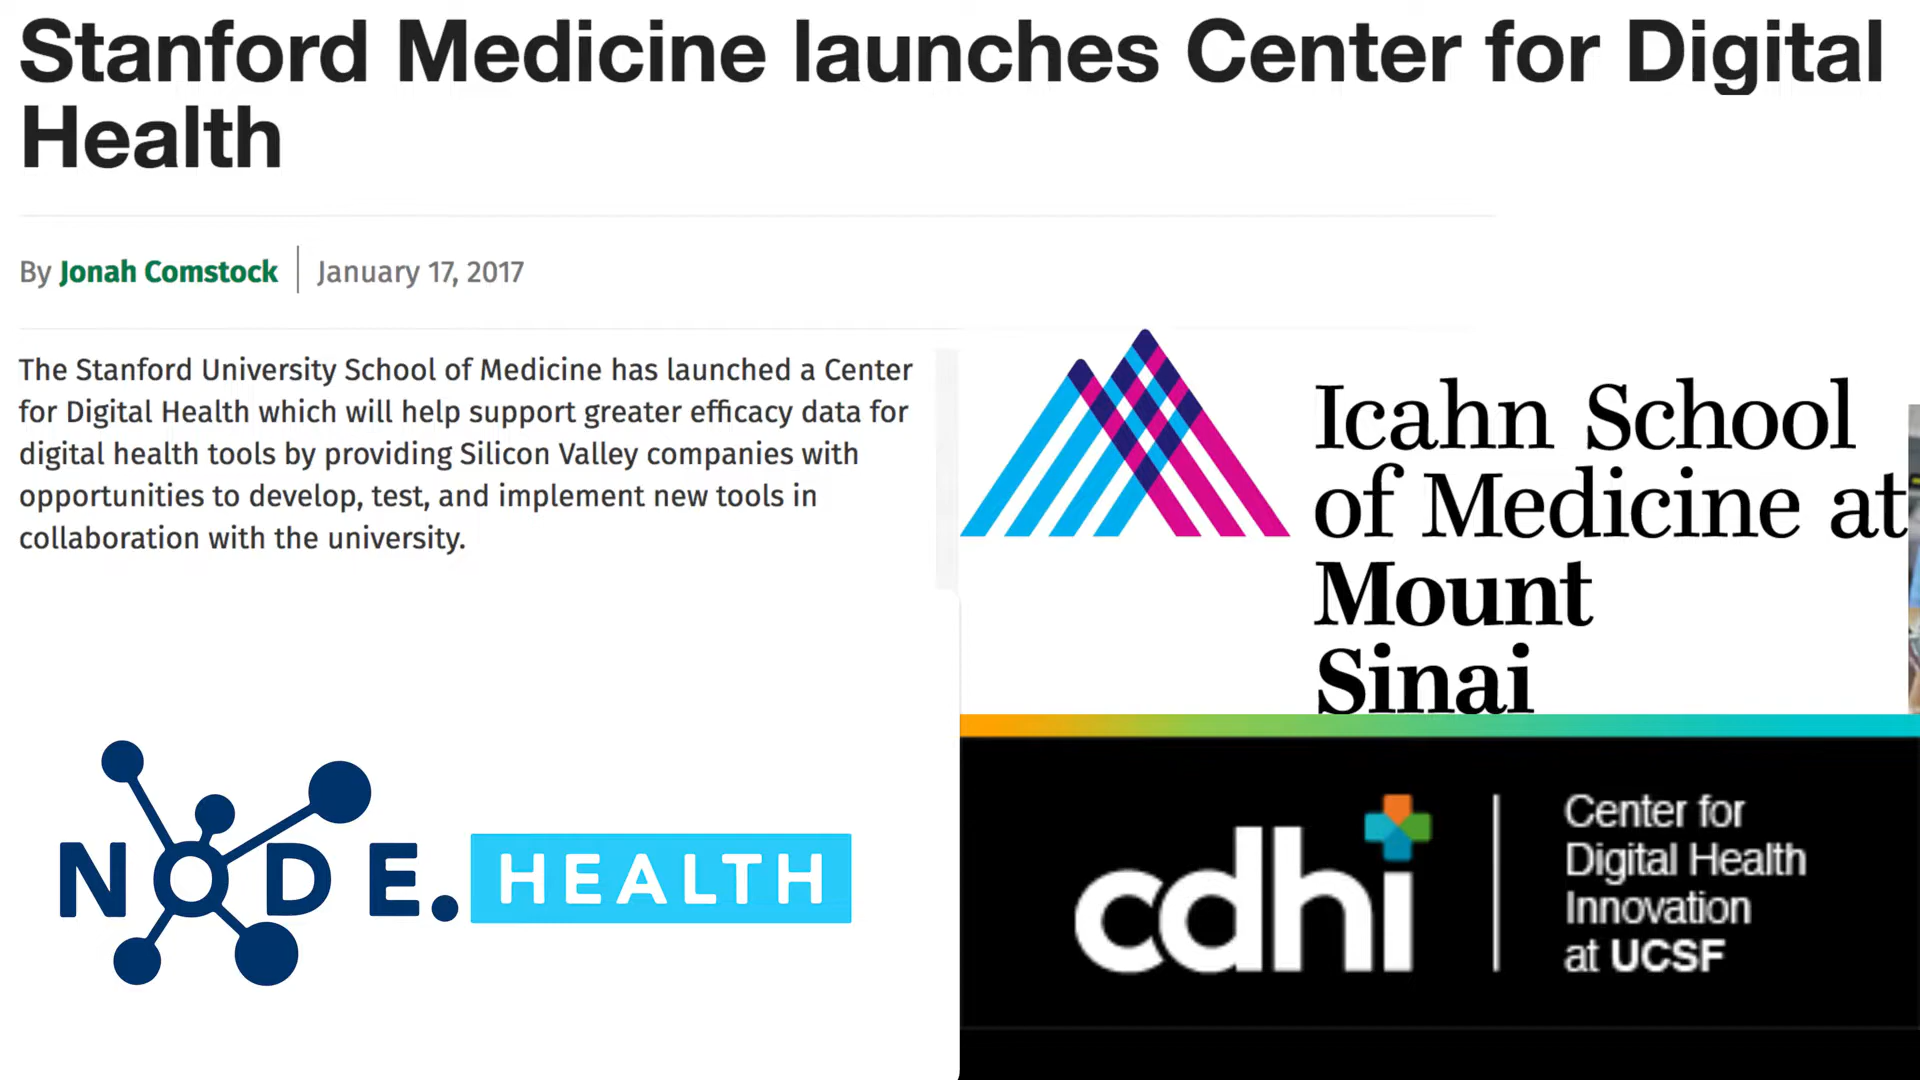 Stanford Medicine launches Center for Digital
Health
By Jonah Comstock | January 17, 2017
The Stanford University School of Medicine has launched a Center
for Digital Health which will help support greater efficacy data for
digital health tools by providing Silicon Valley companies with
opportunities to develop, test, and implement new tools in
collaboration with the university.
Icahn School
of Medicine at
Mount
Sinai
NODE.HEALTH
cdhi
Center for
Digital Health
Innovation
at UCSF